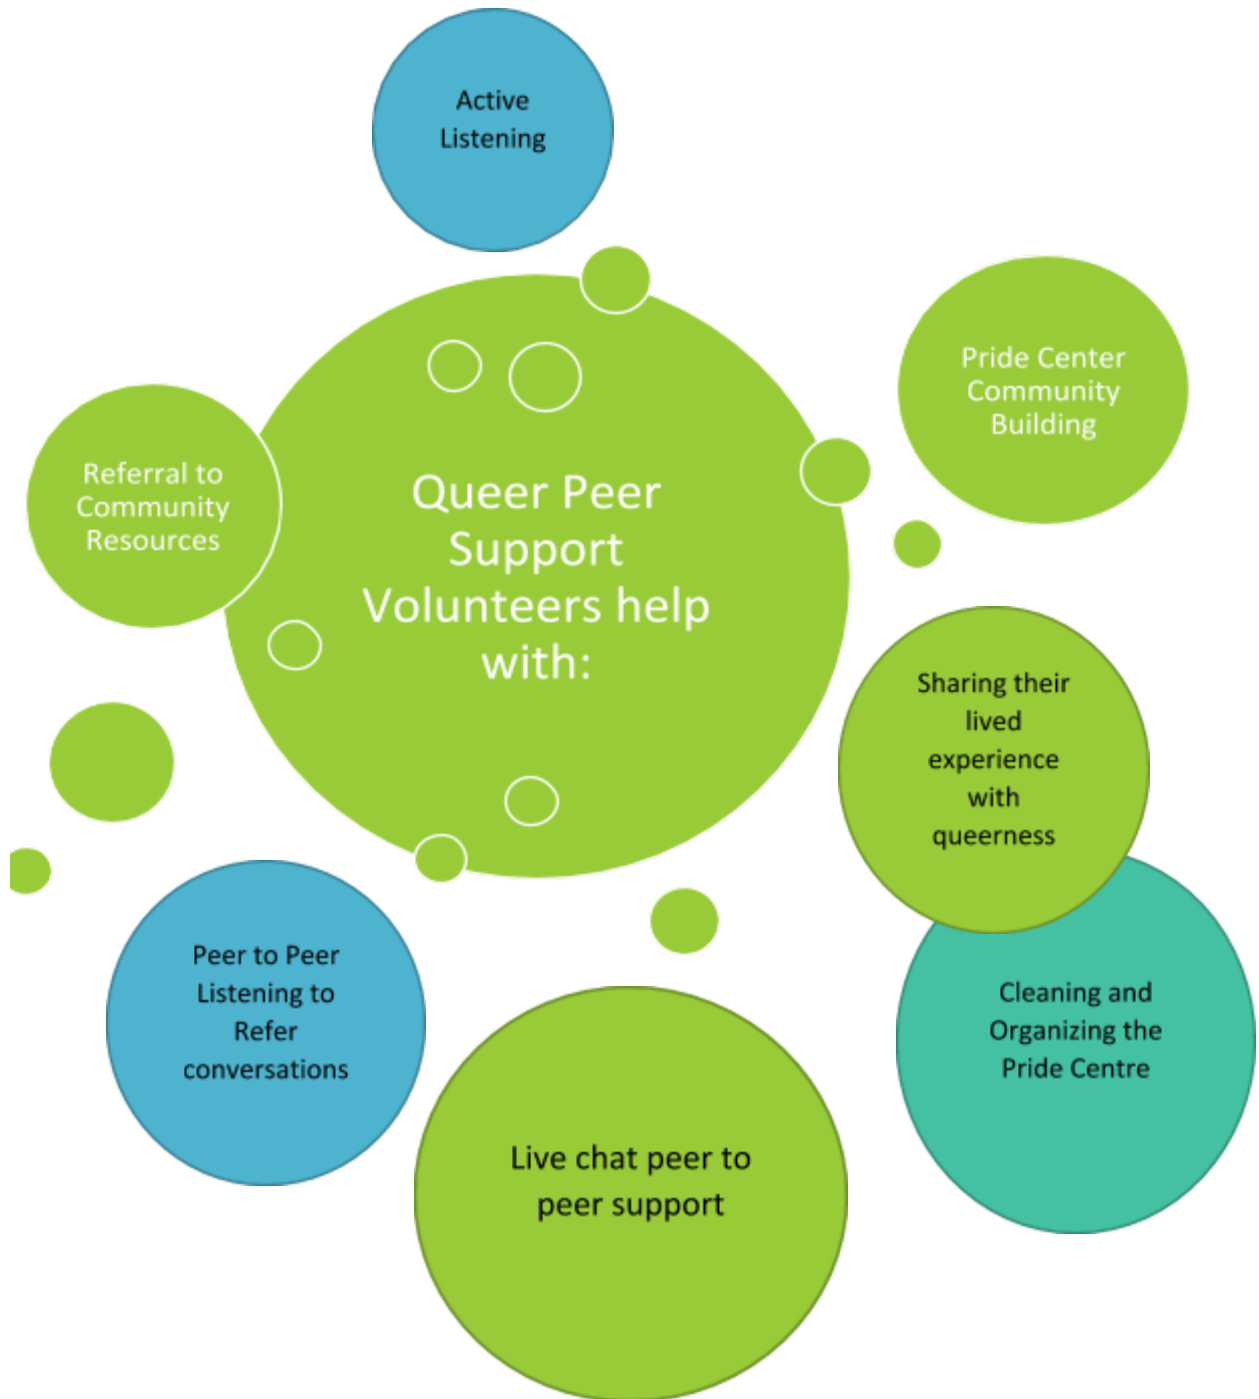 Active
Listening
Pride Center
Community
Building
Referral to
Community
Resources
Queer Peer
Support
Volunteers help
with:
Sharing their
lived
experience
with
queerness
Peer to Peer
Listening to
Refer
conversations
Cleaning and
Organizing the
Pride Centre
Live chat peer to
peer support